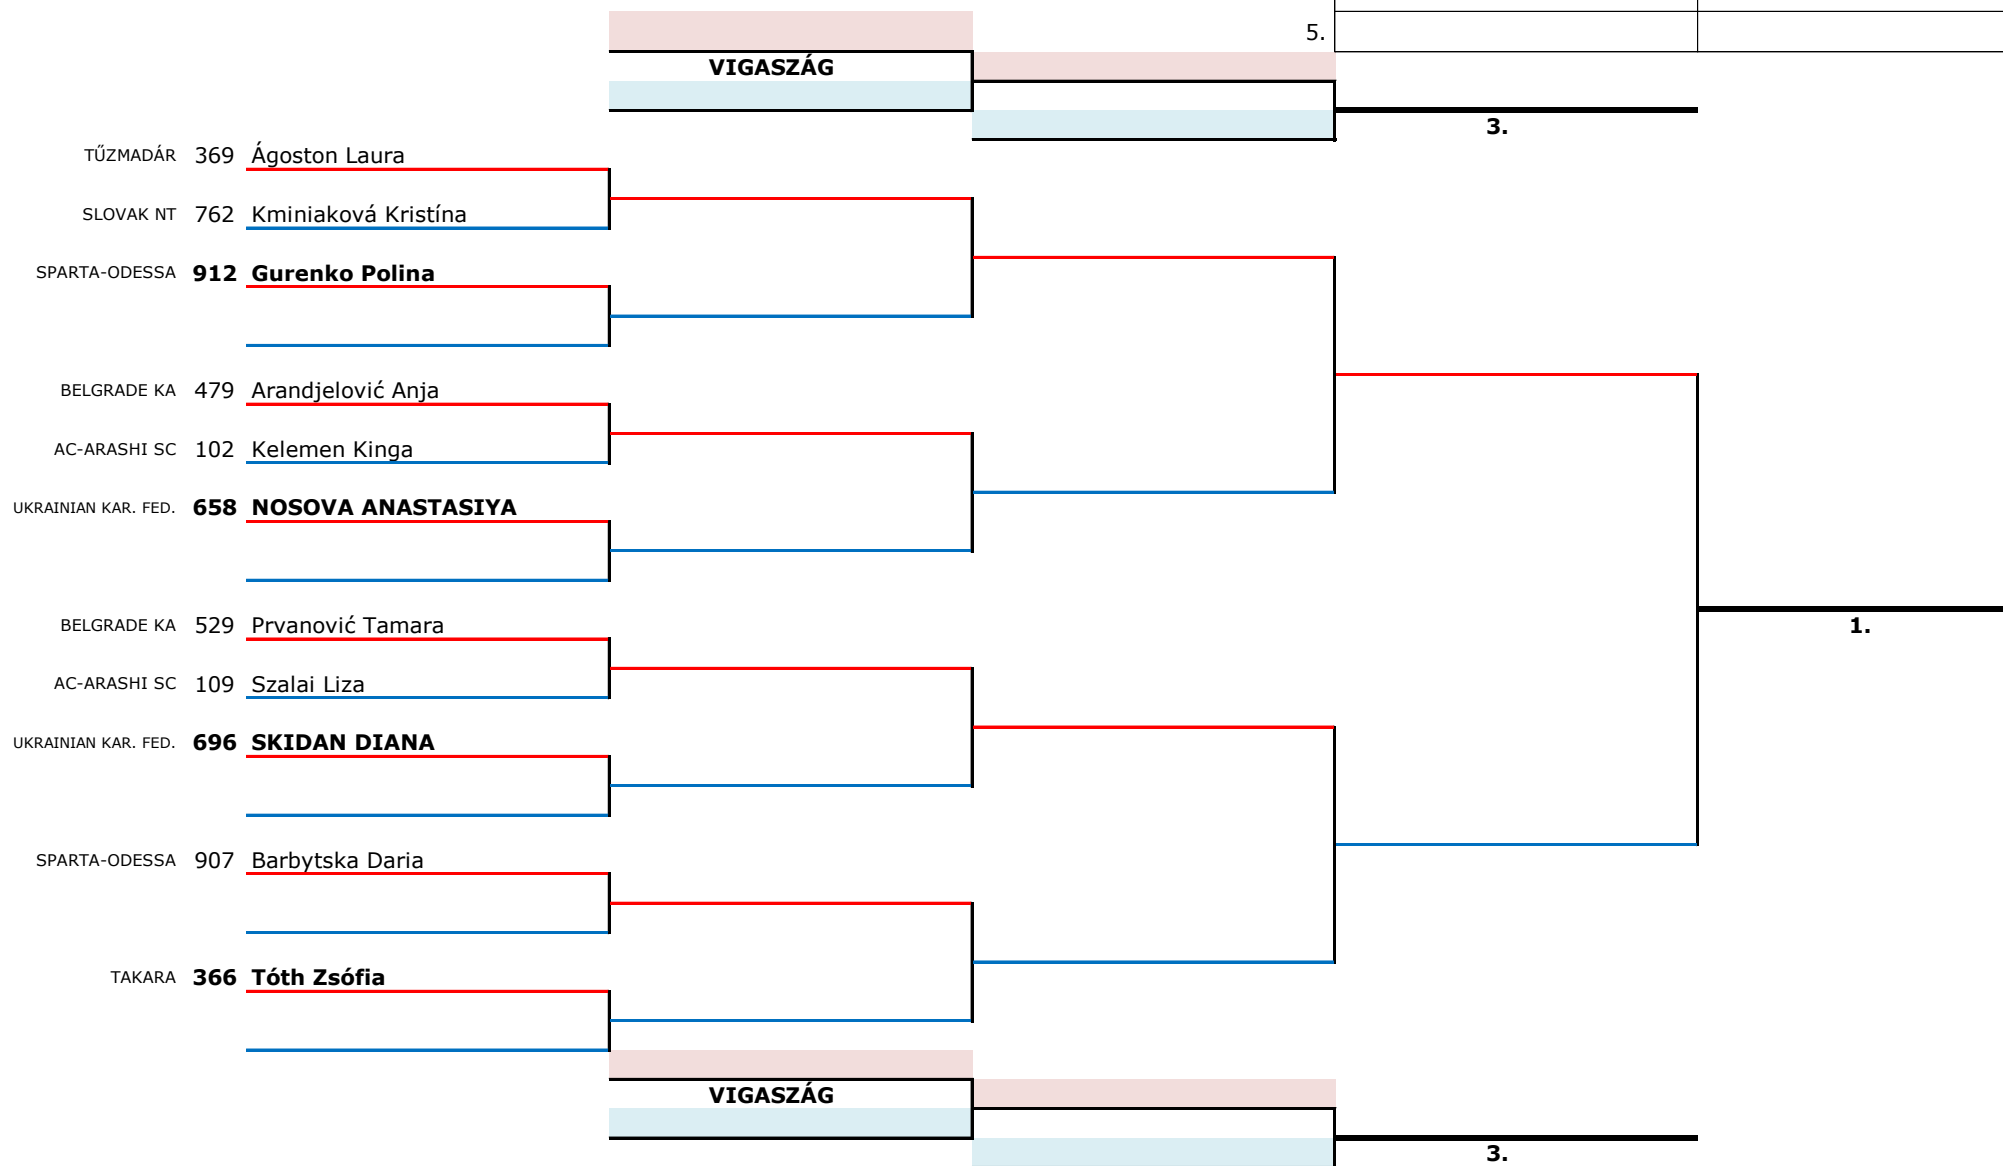 5.
VIGASZÁG
3.
TŰZMADÁR 369 Ágoston Laura
SLOVAK NT 762 Kminiaková Kristína
SPARTA-ODESSA 912 Gurenko Polina
BELGRADE KA 479 Arandjelović Anja
AC-ARASHI SC 102 Kelemen Kinga
UKRAINIAN KAR. FED. 658 NOSOVA ANASTASIYA
BELGRADE KA 529 Prvanović Tamara
1.
AC-ARASHI SC 109 Szalai Liza
UKRAINIAN KAR. FED. 696 SKIDAN DIANA
SPARTA-ODESSA 907 Barbytska Daria
TAKARA 366 Tóth Zsófia
VIGASZÁG
3.